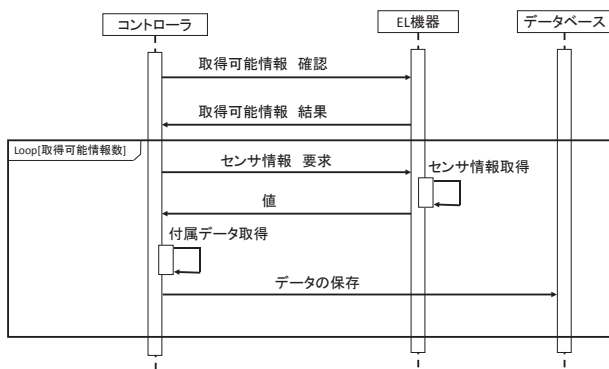 コントローラ
EL機器
データベース
取得可能情報 確認
取得可能情報 結果
Loop[取得可能情報数]
センサ情報 要求
センサ情報取得
値
付属データ取得
データの保存